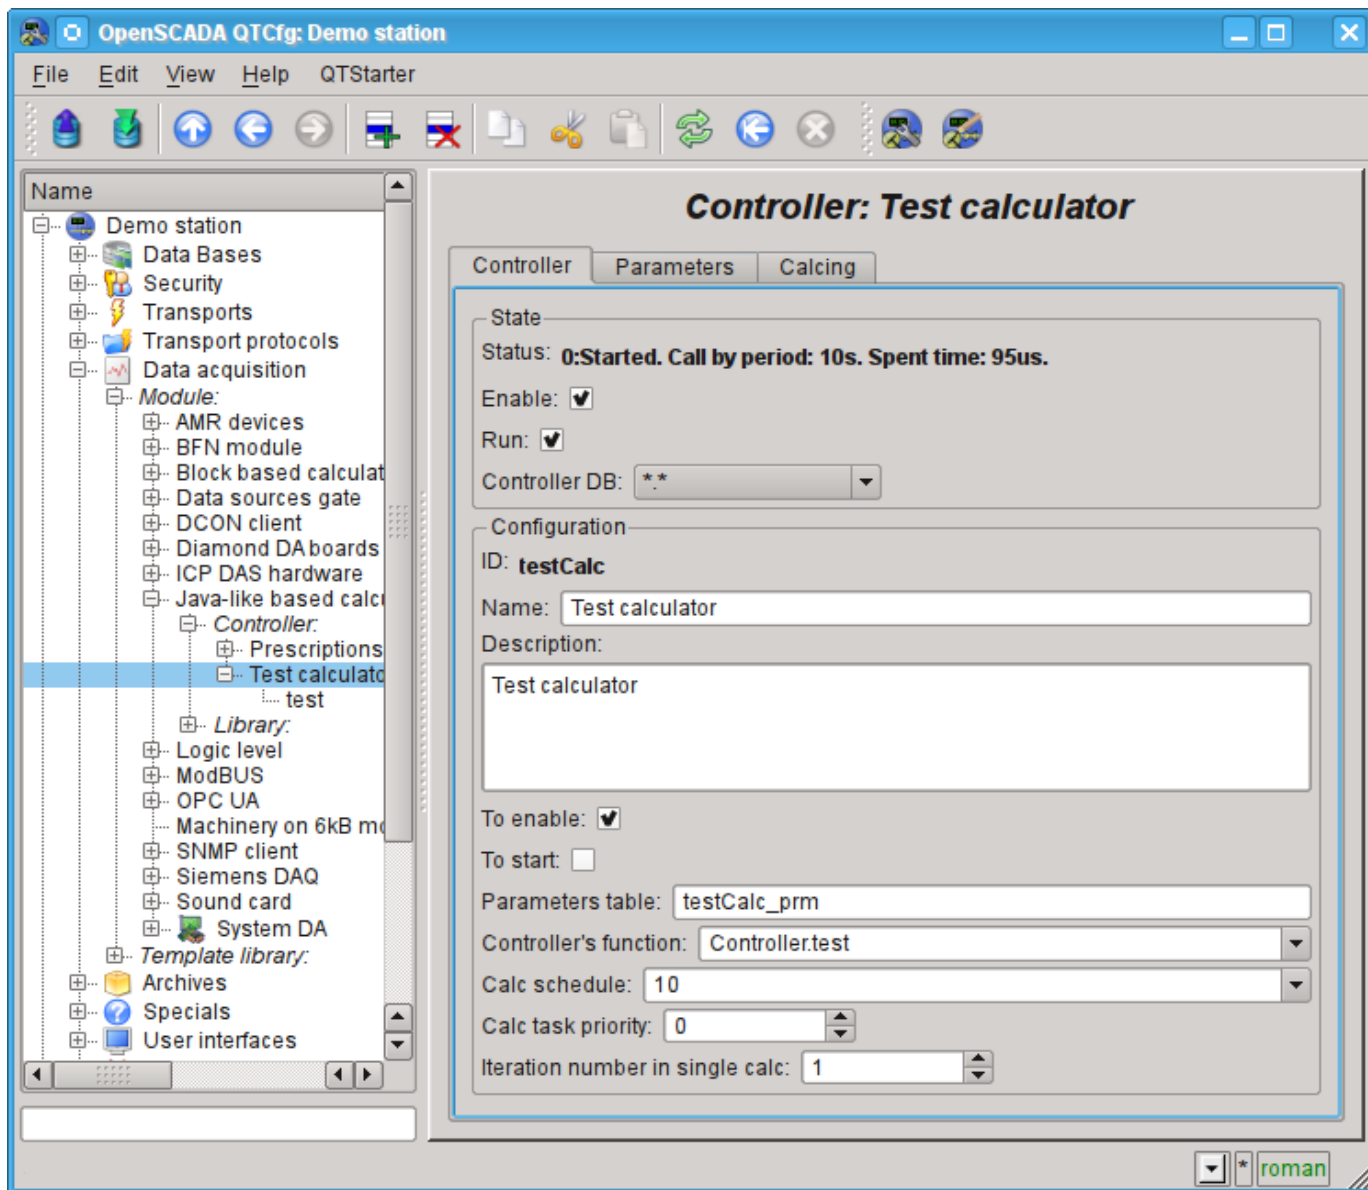 OpenSCADA QTCfg: Demo station
File Edit View Help QTStarter
Name
Demo station
Data Bases
Security
Transports
Transport protocols
Data acquisition
Module:
AMR devices
BFN module
Block based calculat
Data sources gate
DCON client
Diamond DA boards
ICP DAS hardware
Java-like based calcu
Controller:
Prescriptions
Test calculato
test
Library:
Logic level
ModBUS
OPC UA
Machinery on 6kB mo
SNMP client
Siemens DAQ
Sound card
System DA
Template library:
Archives
Specials
User interfaces
Controller: Test calculator
Controller Parameters Calcing
State
Status: 0:Started. Call by period: 10s. Spent time: 95us.
Enable:
Run:
Controller DB: *.*
Configuration
ID: testCalc
Name: Test calculator
Description:
Test calculator
To enable:
To start:
Parameters table: testCalc_prm
Controller's function: Controller.test
Calc schedule: 10
Calc task priority: 0
Iteration number in single calc: 1
* roman